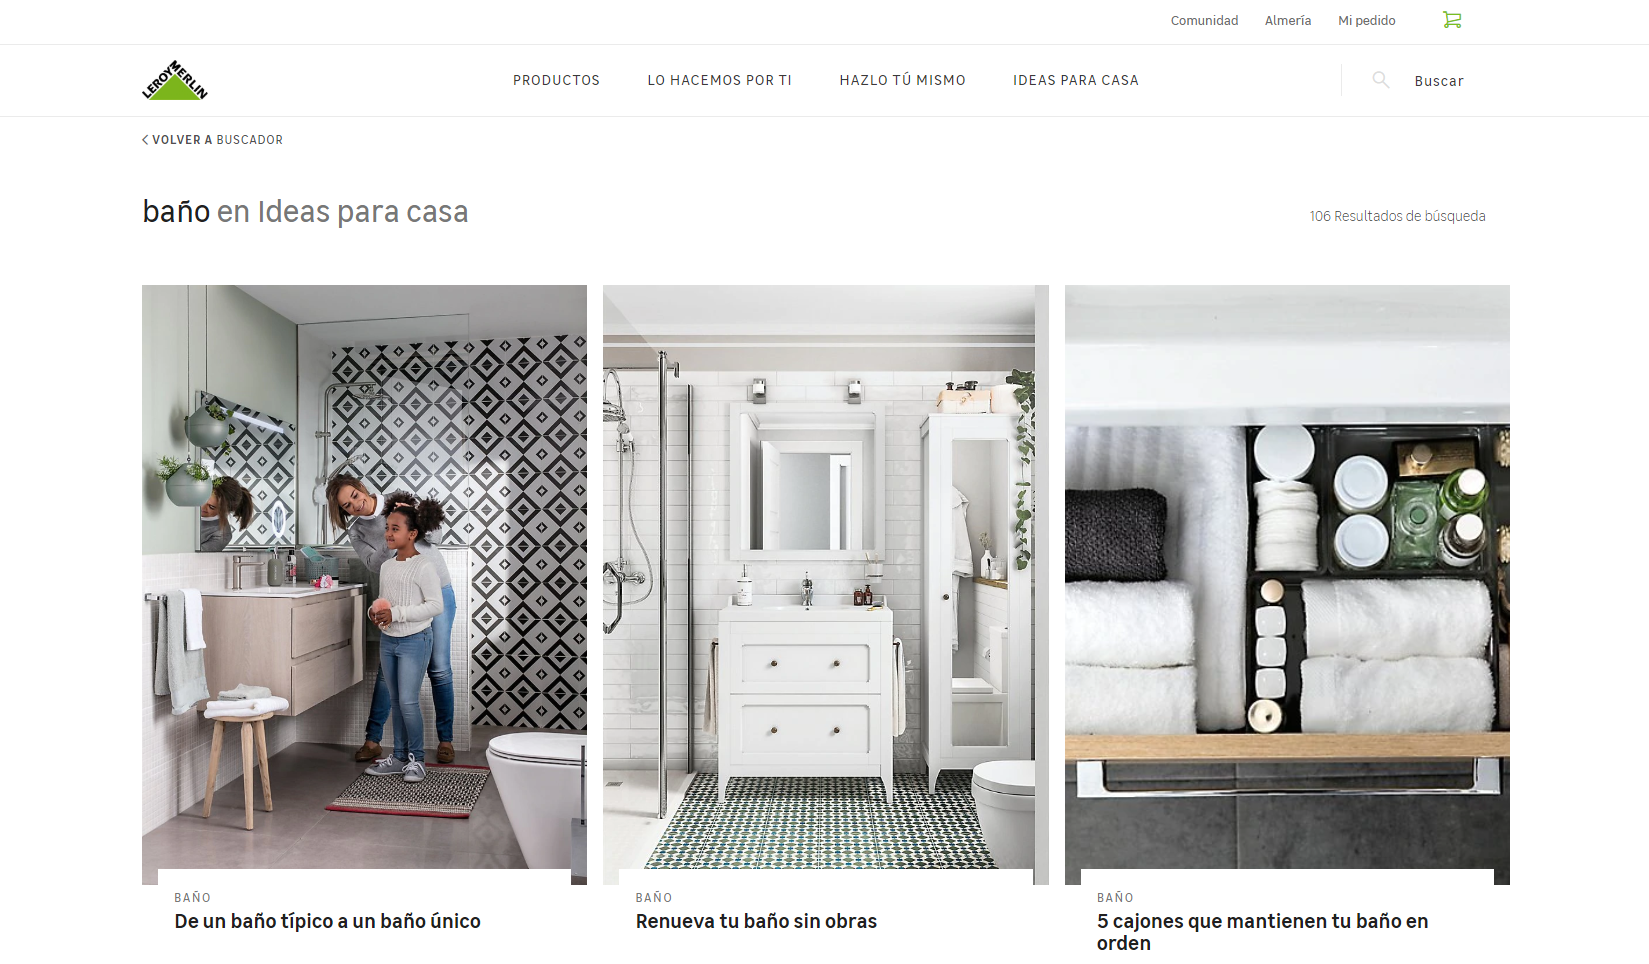 Comunidad Almería Mi pedido
LEROY MERLIN
PRODUCTOS LO HACEMOS POR TI HAZLO TÚ MISMO IDEAS PARA CASA Buscar
VOLVER A BUSCADOR
baño en Ideas para casa
106 Resultados de búsqueda
BAÑO
De un baño típico a un baño único
BAÑO
Renueva tu baño sin obras
BAÑO
5 cajones que mantienen tu baño en
orden